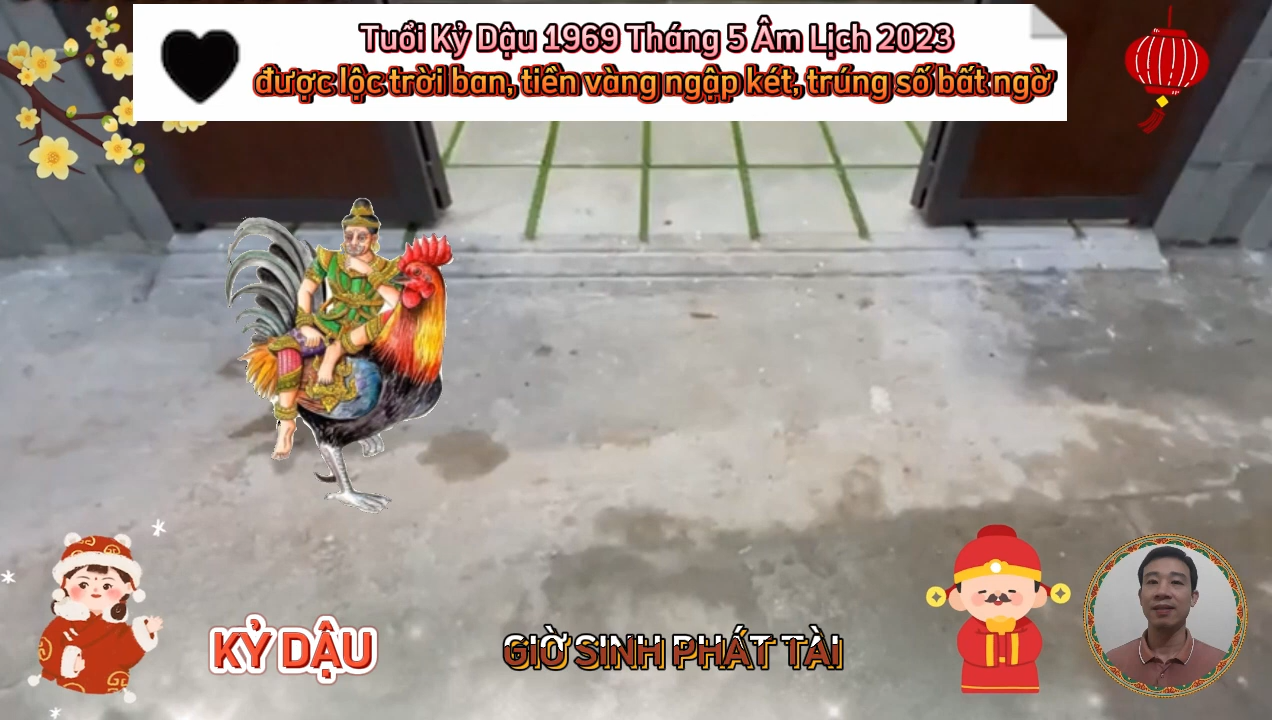 Tuổi Kỷ Dậu 1969 Tháng 5 Âm Lịch 2023
được lộc trời ban, tiền vàng ngập két, trúng số bất ngờ
KỶ DẬU
GIỜ SINH PHÁT TÀI